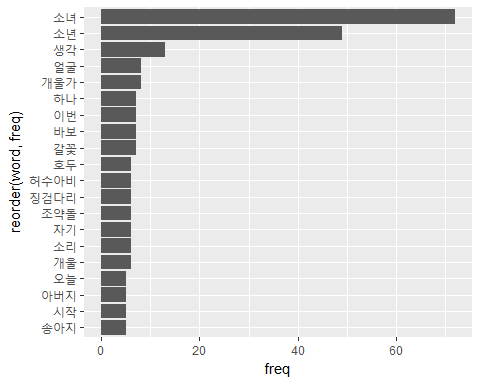 소녀
소년
생각
얼굴
개울가
하나
이번
바보
갈꽃
호두
허수아비
징검다리
조약돌
자기
소리
개울
오늘
아버지
시작
송아지
reorder(word, freq)
0 20 40 60
freq